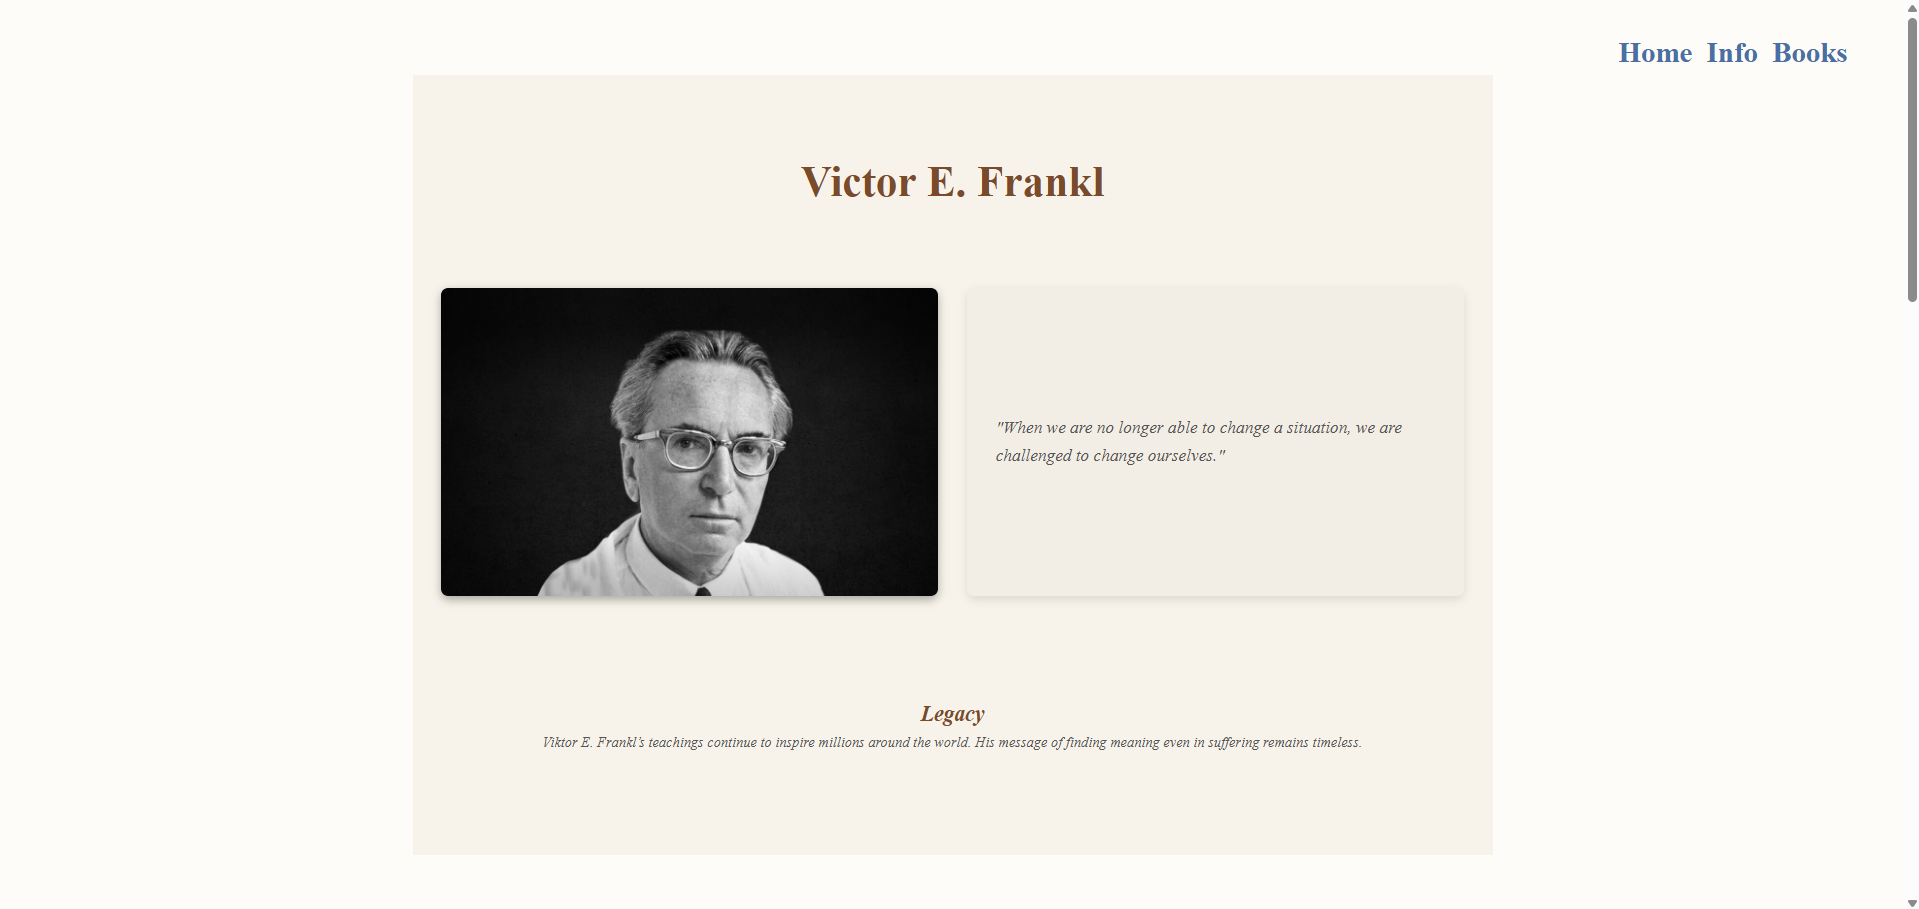 Home Info Books
Victor E. Frankl
"When we are no longer able to change a situation, we are
challenged to change ourselves."
Legacy
Viktor E. Frankl's teachings continue to inspire millions around the world. His message of finding meaning even in suffering remains timeless.